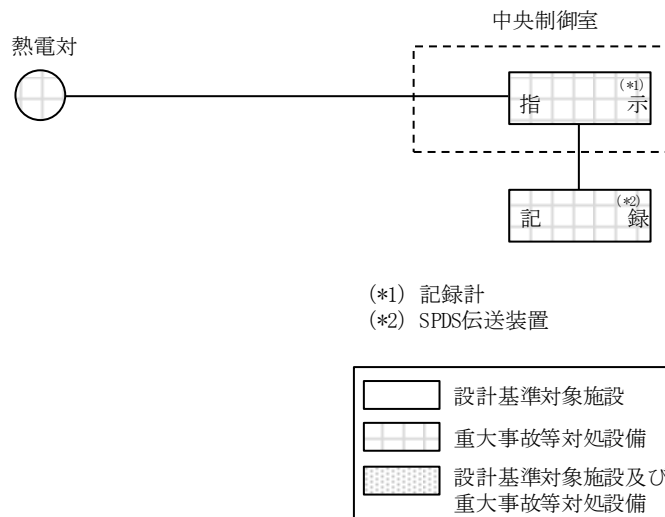 中央制御室
熱電対
指 示 (*1)
記 録 (*2)
(*1) 記録計
(*2) SPDS伝送装置
設計基準対象施設
重大事故等対処設備
設計基準対象施設及び
重大事故等対処設備